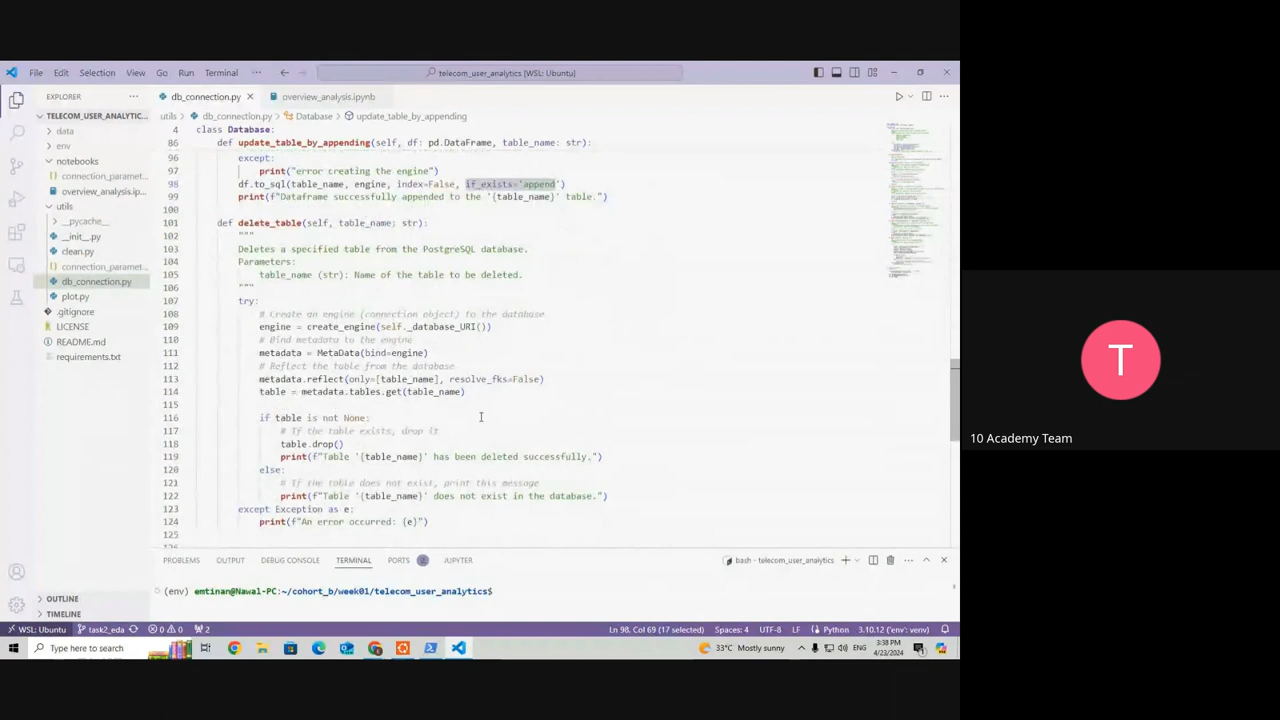 File Edit Selection View Go Run Terminal ··· telecom_user_analytics [WSL: Ubuntu]
EXPLORER ··· db_connection.py overview_analysis.ipynb
TELECOM_USER_ANALYTIC... utils > db_connection.py > Database > update_table_by_appending
data
env
notebooks
connection_paramet...
overview_analysis.ip...
utils
__pycache__
__init__.py
clean.py
connection_paramet...
db_connection.py
plot.py
.gitignore
LICENSE
README.md
requirements.txt
OUTLINE
TIMELINE
4 class Database:
86 def update_table_by_appending(self, df: pd.DataFrame, table_name: str):
96 except:
97 print("error creating the engine")
98 df.to_sql(table_name, engine, index=False, if_exists='append')
99 print(f"Dataframe successfully appended to the '{table_name}' table.")
100
101 def delete_table(self, table_name: str):
102 """
103 Deletes a specified table from the PostgreSQL database.
104 Parameters:
105 table_name (str): Name of the table to be deleted.
106 """
107 try:
108 # Create an engine (connection object) to the database
109 engine = create_engine(self._database_URI())
110 # Bind metadata to the engine
111 metadata = MetaData(bind=engine)
112 # Reflect the table from the database
113 metadata.reflect(only=[table_name], resolve_fks=False)
114 table = metadata.tables.get(table_name)
115
116 if table is not None:
117 # If the table exists, drop it
118 table.drop()
119 print(f"Table '{table_name}' has been deleted successfully.")
120 else:
121 # If the table does not exist, print this message
122 print(f"Table '{table_name}' does not exist in the database.")
123 except Exception as e:
124 print(f"An error occurred: {e}")
125
PROBLEMS OUTPUT DEBUG CONSOLE TERMINAL PORTS JUPYTER bash - telecom_user_analytics
(env) emtinan@Nawal-PC:~/cohort_b/week01/telecom_user_analytics$
WSL: Ubuntu task2_eda 0 0 2 Ln 98, Col 69 (17 selected) Spaces: 4 UTF-8 LF Python 3.10.12 ('env': venv)
Type here to search 33°C Mostly sunny ENG 3:38 PM
4/23/2024
T
10 Academy Team